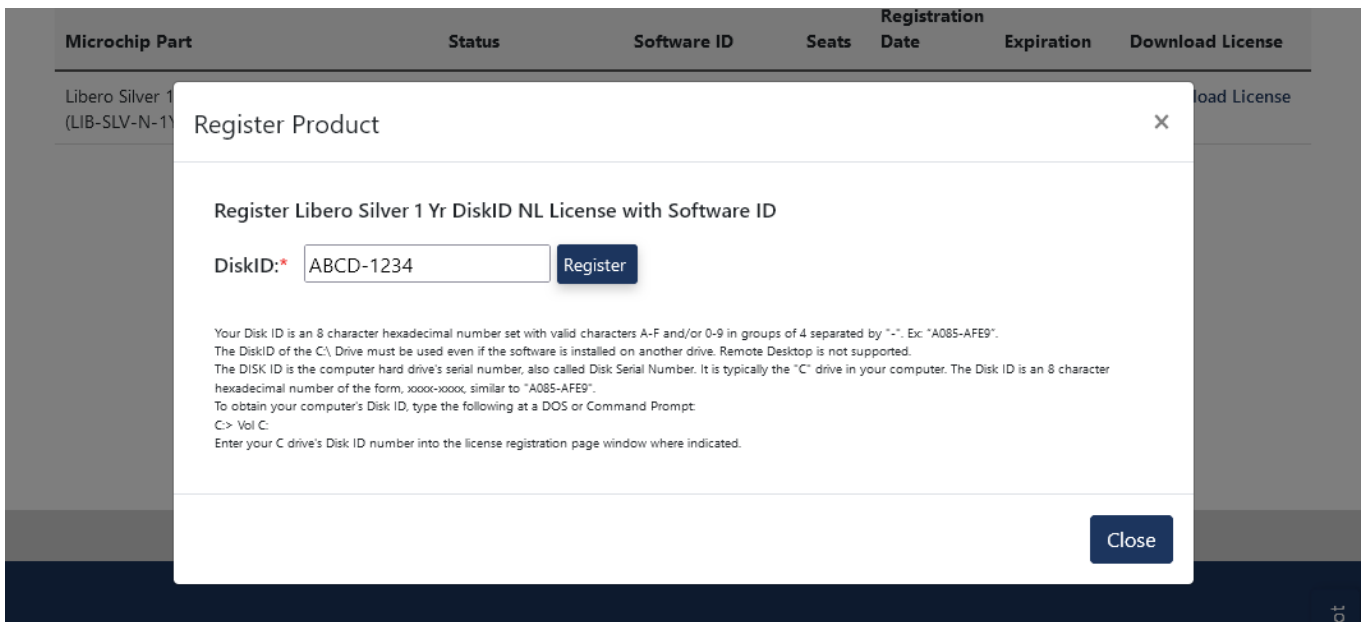 Registration
Microchip Part Status Software ID Seats Date Expiration Download License
Libero Silver 1
(LIB-SLV-N-1Y
load License
Register Product ×
Register Libero Silver 1 Yr DiskID NL License with Software ID
DiskID:* ABCD-1234 Register
Your Disk ID is an 8 character hexadecimal number set with valid characters A-F and/or 0-9 in groups of 4 separated by "-". Ex: "A085-AFE9".
The DiskID of the C:\ Drive must be used even if the software is installed on another drive. Remote Desktop is not supported.
The DISK ID is the computer hard drive's serial number, also called Disk Serial Number. It is typically the "C" drive in your computer. The Disk ID is an 8 character
hexadecimal number of the form, xxxx-xxxx, similar to "A085-AFE9".
To obtain your computer's Disk ID, type the following at a DOS or Command Prompt:
C:> Vol C:
Enter your C drive's Disk ID number into the license registration page window where indicated.
Close
ot